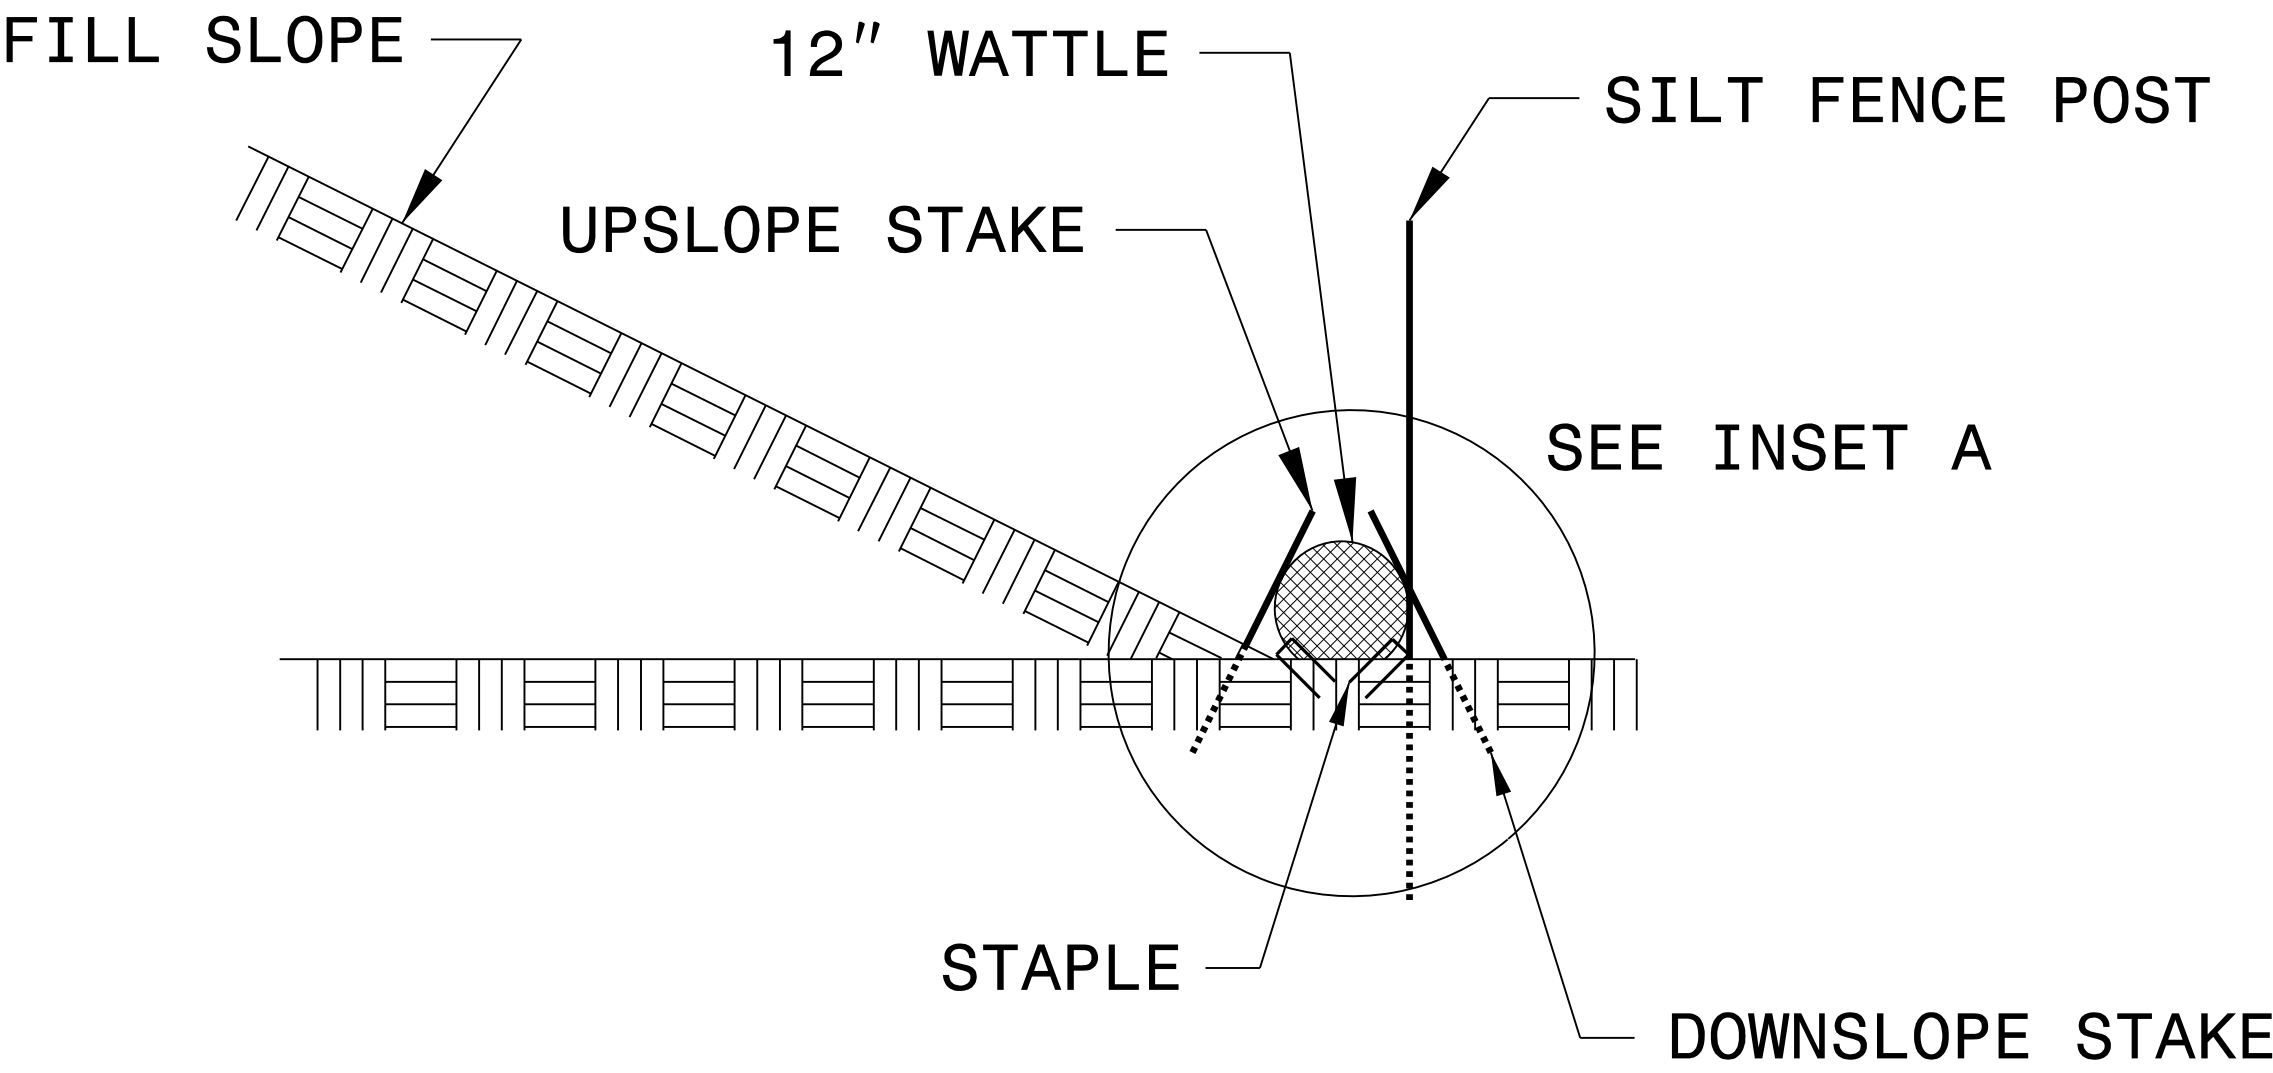 FILL SLOPE
12" WATTLE
SILT FENCE POST
UPSLOPE STAKE
SEE INSET A
STAPLE
DOWNSLOPE STAKE